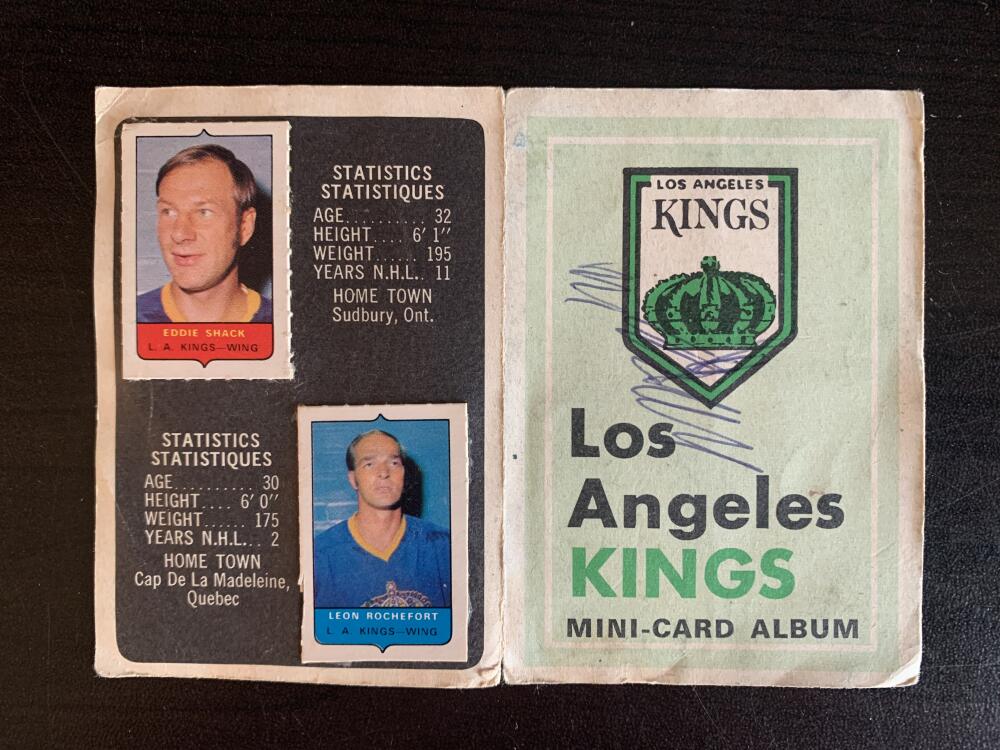 EDDIE SHACK
L. A. KINGS—WING
STATISTICS
STATISTIQUES
AGE.......... 32
HEIGHT.... 6' 1"
WEIGHT...... 195
YEARS N.H.L.. 11
HOME TOWN
Sudbury, Ont.
STATISTICS
STATISTIQUES
AGE.......... 30
HEIGHT.... 6' 0"
WEIGHT...... 175
YEARS N.H.L... 2
HOME TOWN
Cap De La Madeleine,
Quebec
LEON ROCHEFORT
L. A. KINGS—WING
LOS ANGELES
KINGS
Los
Angeles
KINGS
MINI-CARD ALBUM